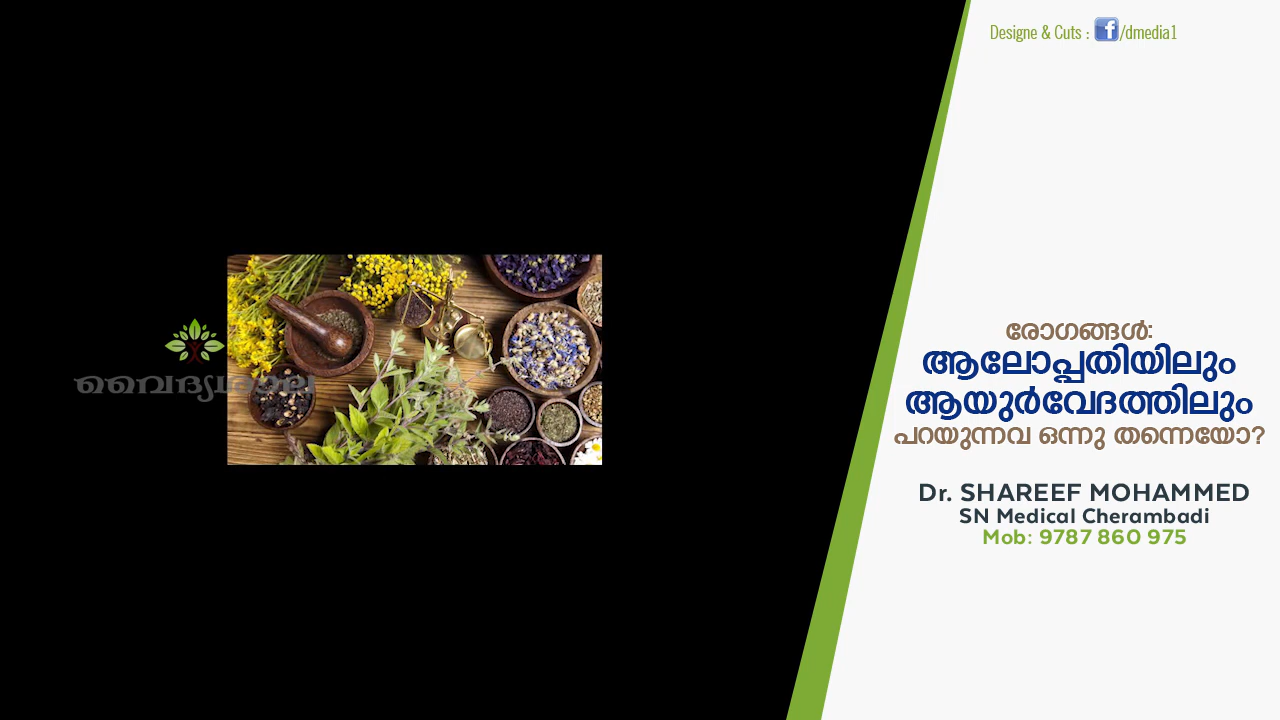 Designe & Cuts : f/dmedia1
വൈദ്യശാല
രോഗങ്ങൾ:
ആലോപ്പതിയിലും
ആയുർവേദത്തിലും
പറയുന്നവ ഒന്നു തന്നെയോ?
Dr. SHAREEF MOHAMMED
SN Medical Cherambadi
Mob: 9787 860 975